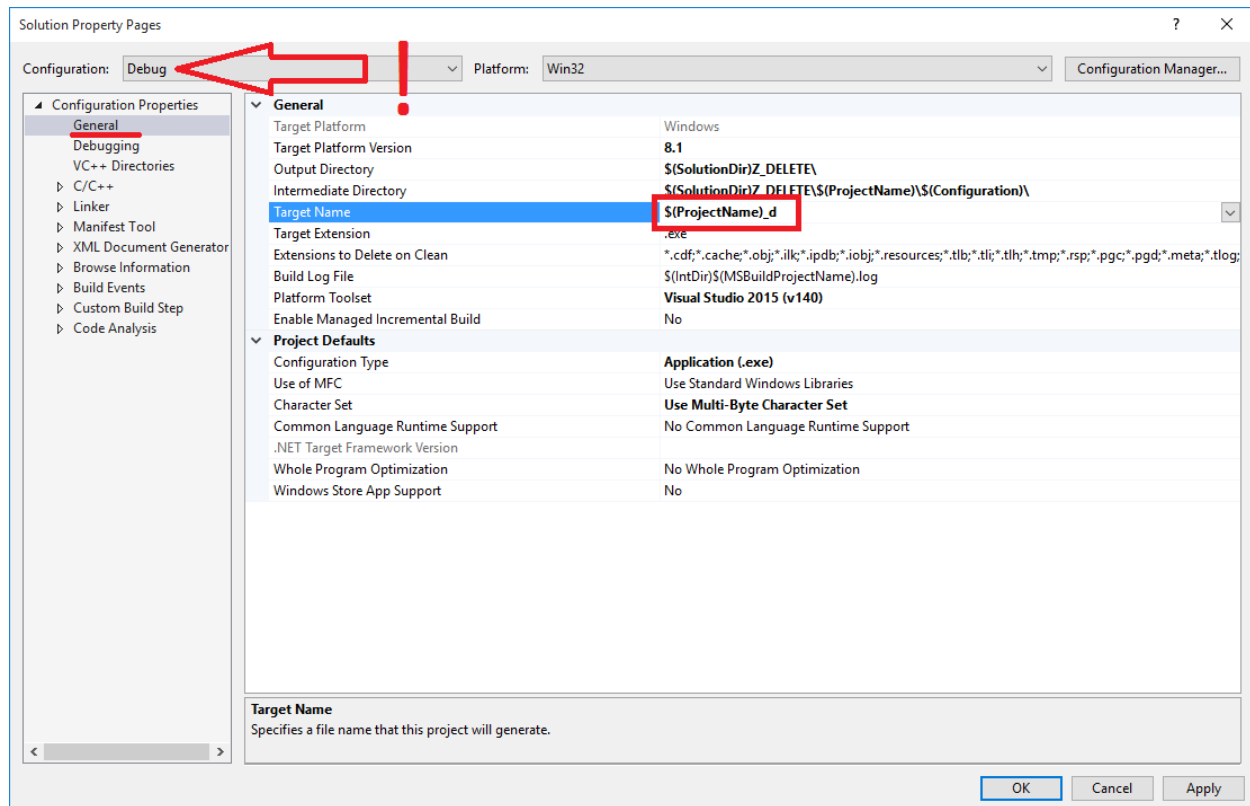 Solution Property Pages ? ×
Configuration: Debug ! Platform: Win32 Configuration Manager...
Configuration Properties
General
Debugging
VC++ Directories
C/C++
Linker
Manifest Tool
XML Document Generator
Browse Information
Build Events
Custom Build Step
Code Analysis
General
Target Platform Windows
Target Platform Version 8.1
Output Directory $(SolutionDir)Z_DELETE\
Intermediate Directory $(SolutionDir)Z_DELETE\$(ProjectName)\$(Configuration)\
Target Name $(ProjectName)_d
Target Extension .exe
Extensions to Delete on Clean *.cdf;*.cache;*.obj;*.ilk;*.ipdb;*.iobj;*.resources;*.tlb;*.tli;*.tlh;*.tmp;*.rsp;*.pgc;*.pgd;*.meta;*.tlog;
Build Log File $(IntDir)$(MSBuildProjectName).log
Platform Toolset Visual Studio 2015 (v140)
Enable Managed Incremental Build No
Project Defaults
Configuration Type Application (.exe)
Use of MFC Use Standard Windows Libraries
Character Set Use Multi-Byte Character Set
Common Language Runtime Support No Common Language Runtime Support
.NET Target Framework Version
Whole Program Optimization No Whole Program Optimization
Windows Store App Support No
Target Name
Specifies a file name that this project will generate.
OK Cancel Apply